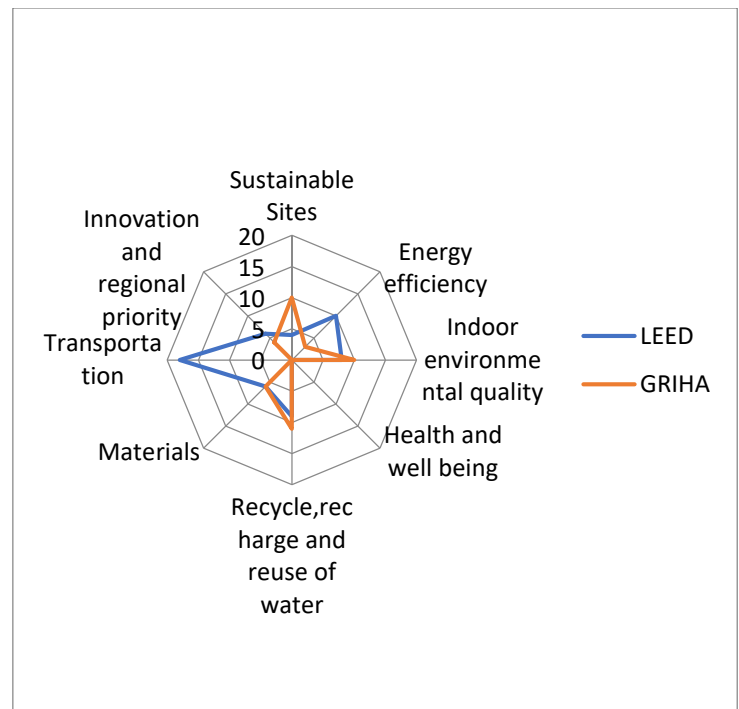 Sustainable
Sites
Energy
efficiency
Indoor
environme
ntal quality
Health and
well being
Recycle,rec
harge and
reuse of
water
Materials
Transporta
tion
Innovation
and
regional
priority
20
15
10
5
0
LEED
GRIHA